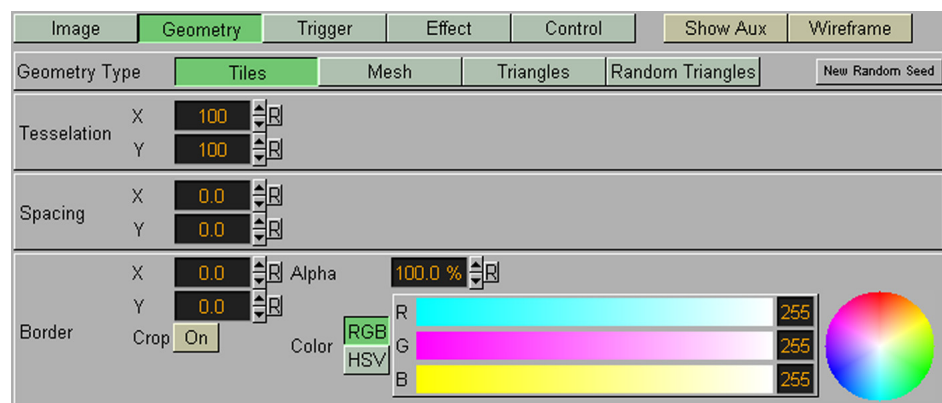 Image Geometry Trigger Effect Control Show Aux Wireframe
Geometry Type Tiles Mesh Triangles Random Triangles New Random Seed
Tesselation
X 100 R
Y 100 R
Spacing
X 0.0 R
Y 0.0 R
Border
X 0.0 R Alpha 100.0 % R
Y 0.0 R
Crop On
Color RGB HSV
R 255
G 255
B 255